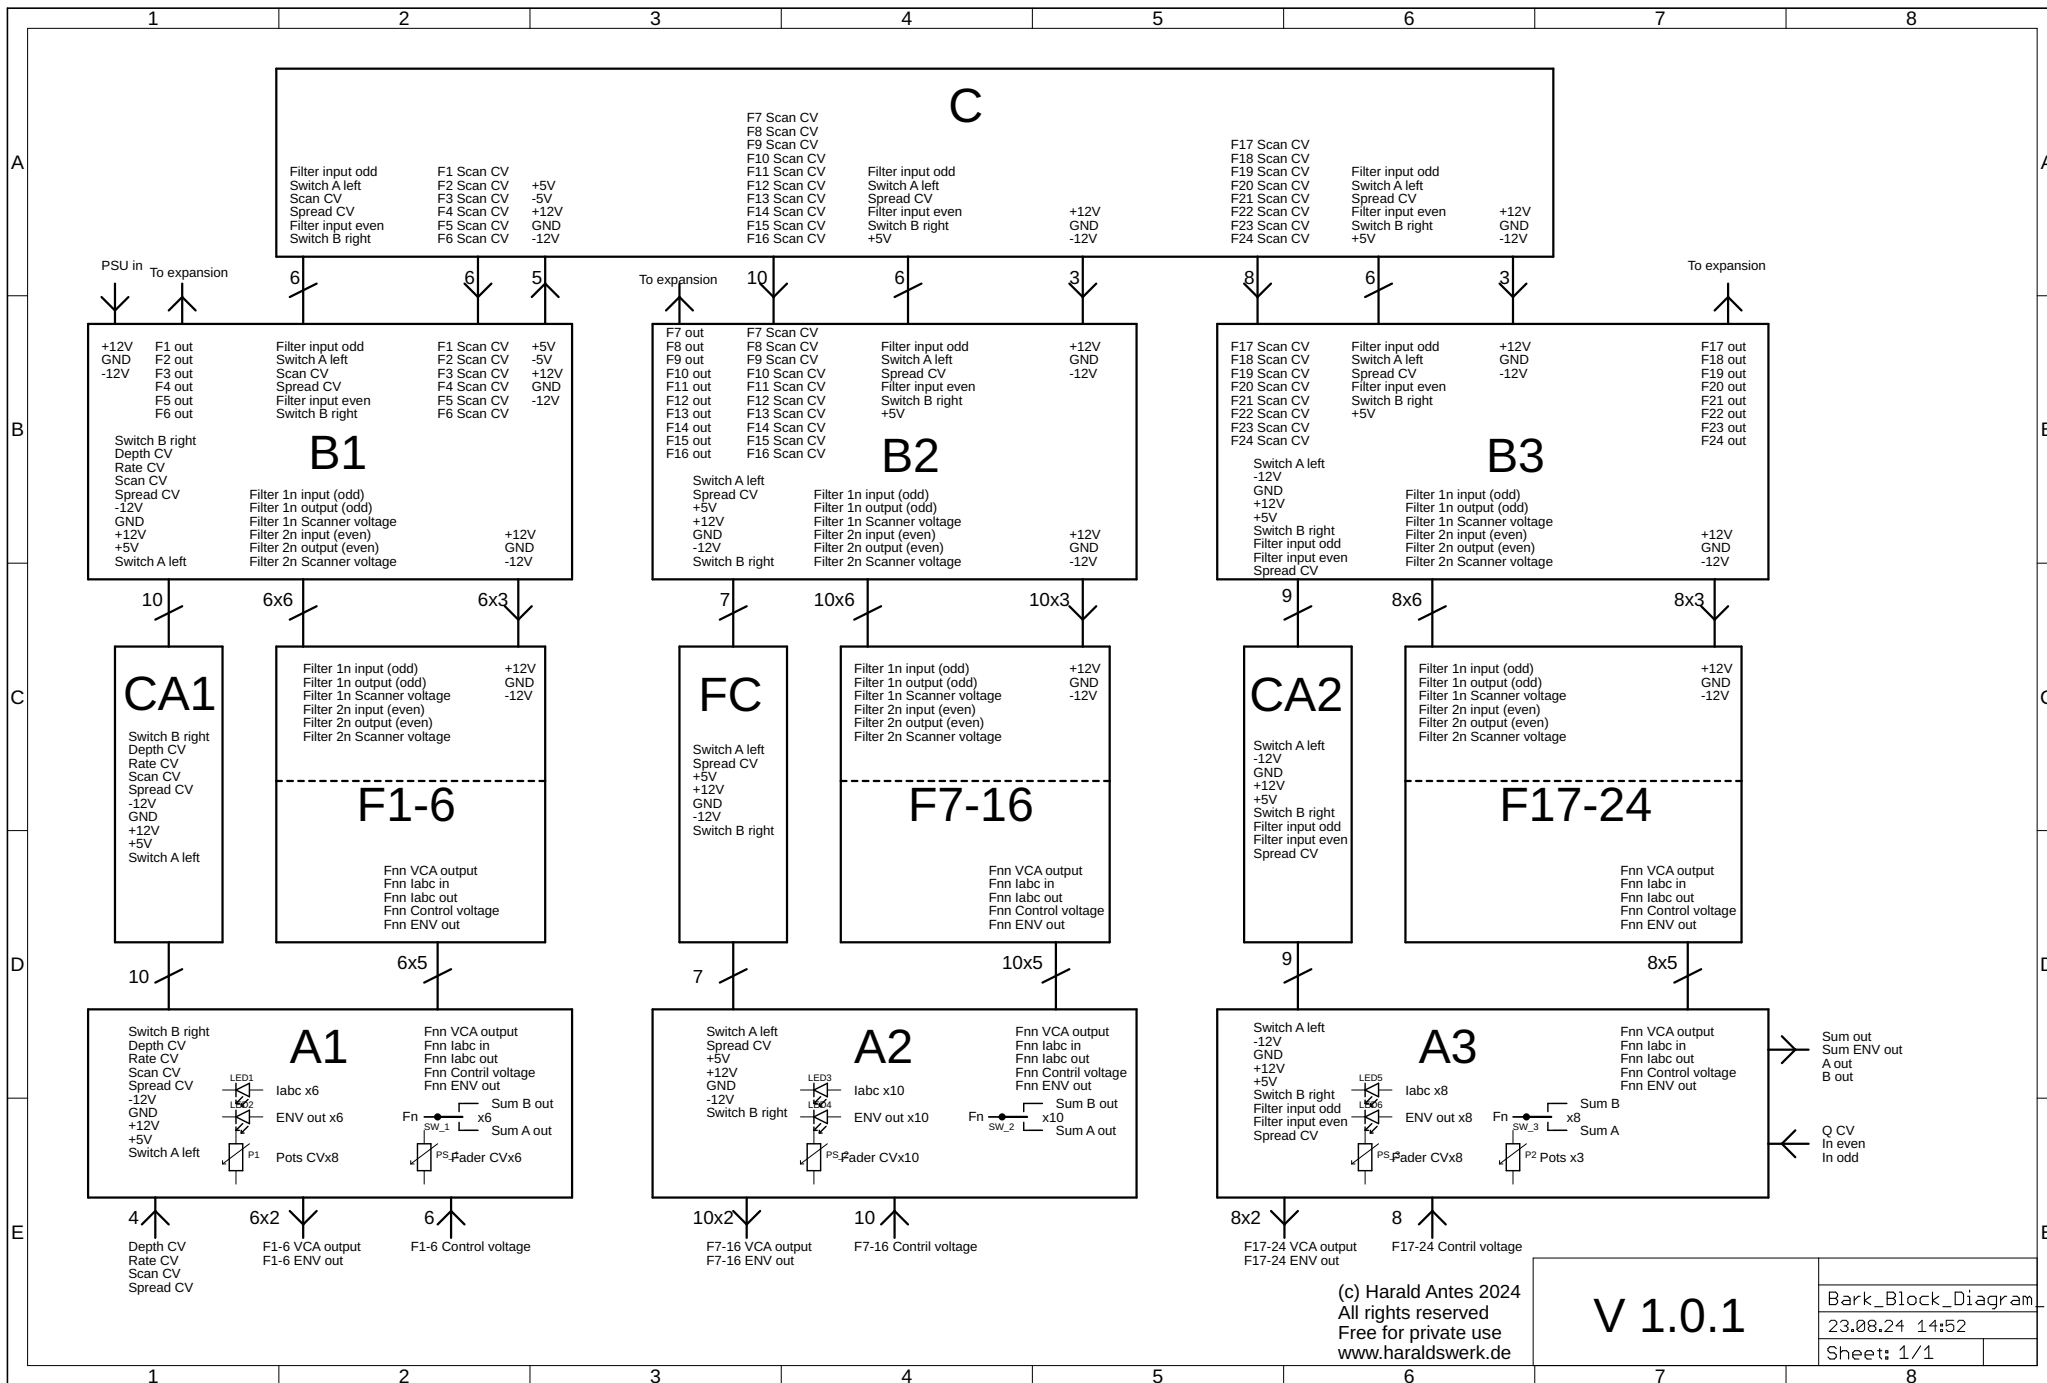 1 2 3 4 5 6 7 8
A
C
Filter input odd
Switch A left
Scan CV
Spread CV
Filter input even
Switch B right
F1 Scan CV
F2 Scan CV
F3 Scan CV
F4 Scan CV
F5 Scan CV
F6 Scan CV
+5V
-5V
+12V
GND
-12V
F7 Scan CV
F8 Scan CV
F9 Scan CV
F10 Scan CV
F11 Scan CV
F12 Scan CV
F13 Scan CV
F14 Scan CV
F15 Scan CV
F16 Scan CV
Filter input odd
Switch A left
Spread CV
Filter input even
Switch B right
+5V
+12V
GND
-12V
F17 Scan CV
F18 Scan CV
F19 Scan CV
F20 Scan CV
F21 Scan CV
F22 Scan CV
F23 Scan CV
F24 Scan CV
Filter input odd
Switch A left
Spread CV
Filter input even
Switch B right
+5V
+12V
GND
-12V
A
PSU in
To expansion
6
6
5
To expansion
10
6
3
8
6
3
To expansion
B
+12V
GND
-12V
F1 out
F2 out
F3 out
F4 out
F5 out
F6 out
Filter input odd
Switch A left
Scan CV
Spread CV
Filter input even
Switch B right
F1 Scan CV
F2 Scan CV
F3 Scan CV
F4 Scan CV
F5 Scan CV
F6 Scan CV
+5V
-5V
+12V
GND
-12V
B1
Switch B right
Depth CV
Rate CV
Scan CV
Spread CV
-12V
GND
+12V
+5V
Switch A left
Filter 1n input (odd)
Filter 1n output (odd)
Filter 1n Scanner voltage
Filter 2n input (even)
Filter 2n output (even)
Filter 2n Scanner voltage
+12V
GND
-12V
F7 out
F8 out
F9 out
F10 out
F11 out
F12 out
F13 out
F14 out
F15 out
F16 out
F7 Scan CV
F8 Scan CV
F9 Scan CV
F10 Scan CV
F11 Scan CV
F12 Scan CV
F13 Scan CV
F14 Scan CV
F15 Scan CV
F16 Scan CV
Filter input odd
Switch A left
Spread CV
Filter input even
Switch B right
+5V
+12V
GND
-12V
B2
Switch A left
Spread CV
+5V
+12V
GND
-12V
Switch B right
Filter 1n input (odd)
Filter 1n output (odd)
Filter 1n Scanner voltage
Filter 2n input (even)
Filter 2n output (even)
Filter 2n Scanner voltage
+12V
GND
-12V
F17 Scan CV
F18 Scan CV
F19 Scan CV
F20 Scan CV
F21 Scan CV
F22 Scan CV
F23 Scan CV
F24 Scan CV
Filter input odd
Switch A left
Spread CV
Filter input even
Switch B right
+5V
+12V
GND
-12V
F17 out
F18 out
F19 out
F20 out
F21 out
F22 out
F23 out
F24 out
B3
Switch A left
-12V
GND
+12V
+5V
Switch B right
Filter input odd
Filter input even
Spread CV
Filter 1n input (odd)
Filter 1n output (odd)
Filter 1n Scanner voltage
Filter 2n input (even)
Filter 2n output (even)
Filter 2n Scanner voltage
+12V
GND
-12V
10
6x6
6x3
7
10x6
10x3
9
8x6
8x3
C
CA1
Switch B right
Depth CV
Rate CV
Scan CV
Spread CV
-12V
GND
+12V
+5V
Switch A left
Filter 1n input (odd)
Filter 1n output (odd)
Filter 1n Scanner voltage
Filter 2n input (even)
Filter 2n output (even)
Filter 2n Scanner voltage
+12V
GND
-12V
F1-6
Fnn VCA output
Fnn Iabc in
Fnn Iabc out
Fnn Control voltage
Fnn ENV out
FC
Switch A left
Spread CV
+5V
+12V
GND
-12V
Switch B right
Filter 1n input (odd)
Filter 1n output (odd)
Filter 1n Scanner voltage
Filter 2n input (even)
Filter 2n output (even)
Filter 2n Scanner voltage
+12V
GND
-12V
F7-16
Fnn VCA output
Fnn Iabc in
Fnn Iabc out
Fnn Control voltage
Fnn ENV out
CA2
Switch A left
-12V
GND
+12V
+5V
Switch B right
Filter input odd
Filter input even
Spread CV
Filter 1n input (odd)
Filter 1n output (odd)
Filter 1n Scanner voltage
Filter 2n input (even)
Filter 2n output (even)
Filter 2n Scanner voltage
+12V
GND
-12V
F17-24
Fnn VCA output
Fnn Iabc in
Fnn Iabc out
Fnn Control voltage
Fnn ENV out
D
10
6x5
7
10x5
9
8x5
A1
Switch B right
Depth CV
Rate CV
Scan CV
Spread CV
-12V
GND
+12V
+5V
Switch A left
LED1
Iabc x6
LED2
ENV out x6
P1
Pots CVx8
Fnn VCA output
Fnn Iabc in
Fnn Iabc out
Fnn Contril voltage
Fnn ENV out
Sum B out
Fn
x6
SW_1
Sum A out
Fader CVx6
A2
Switch A left
Spread CV
+5V
+12V
GND
-12V
Switch B right
LED3
Iabc x10
LED4
ENV out x10
Fader CVx10
Fnn VCA output
Fnn Iabc in
Fnn Iabc out
Fnn Contril voltage
Fnn ENV out
Sum B out
Fn
x10
SW_2
Sum A out
A3
Switch A left
-12V
GND
+12V
+5V
Switch B right
Filter input odd
Filter input even
Spread CV
LED5
Iabc x8
LED6
ENV out x8
Fader CVx8
Fnn VCA output
Fnn Iabc in
Fnn Iabc out
Fnn Control voltage
Fnn ENV out
Sum B
Fn
x8
SW_3
Sum A
P2
Pots x3
Sum out
Sum ENV out
A out
B out
Q CV
In even
In odd
E
4
Depth CV
Rate CV
Scan CV
Spread CV
6x2
F1-6 VCA output
F1-6 ENV out
6
F1-6 Control voltage
10x2
F7-16 VCA output
F7-16 ENV out
10
F7-16 Contril voltage
8x2
F17-24 VCA output
F17-24 ENV out
8
F17-24 Contril voltage
(c) Harald Antes 2024
All rights reserved
Free for private use
www.haraldswerk.de
V 1.0.1
Bark_Block_Diagram_
23.08.24 14:52
Sheet: 1/1
1 2 3 4 5 6 7 8